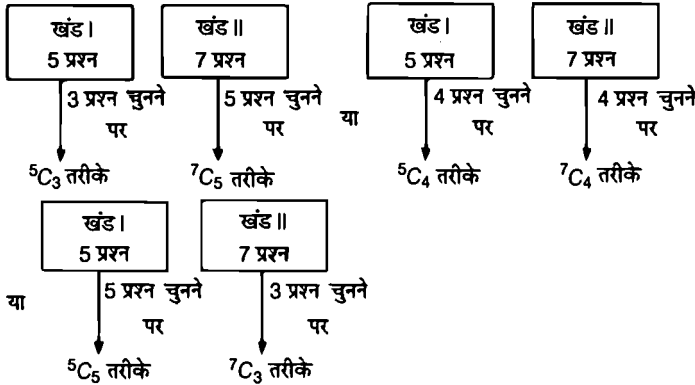 खंड I खंड II खंड I खंड II
5 प्रश्न 7 प्रश्न 5 प्रश्न 7 प्रश्न
3 प्रश्न चुनने 5 प्रश्न चुनने 4 प्रश्न चुनने 4 प्रश्न चुनने
पर पर या पर पर
⁵C₃ तरीके ⁷C₅ तरीके ⁵C₄ तरीके ⁷C₄ तरीके
खंड I खंड II
5 प्रश्न 7 प्रश्न
या 5 प्रश्न चुनने 3 प्रश्न चुनने
पर पर
⁵C₅ तरीके ⁷C₃ तरीके